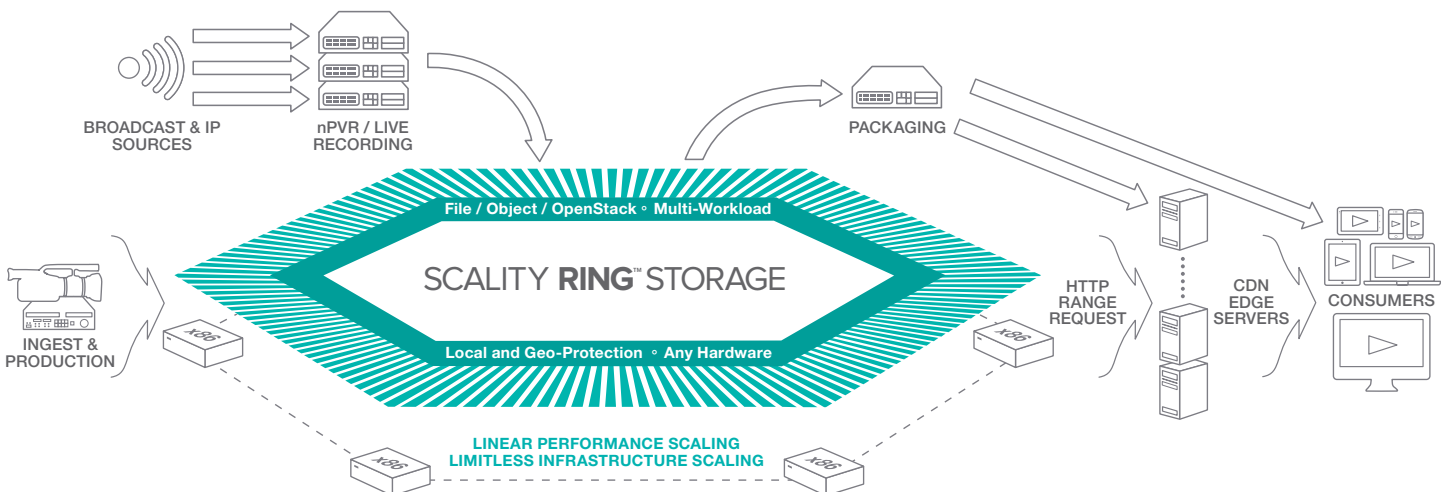 BROADCAST & IP
SOURCES
nPVR / LIVE
RECORDING
PACKAGING
File / Object / OpenStack ° Multi-Workload
SCALITY RING™ STORAGE
Local and Geo-Protection ° Any Hardware
INGEST &
PRODUCTION
x86
x86
x86
x86
LINEAR PERFORMANCE SCALING
LIMITLESS INFRASTRUCTURE SCALING
HTTP
RANGE
REQUEST
CDN
EDGE
SERVERS
CONSUMERS